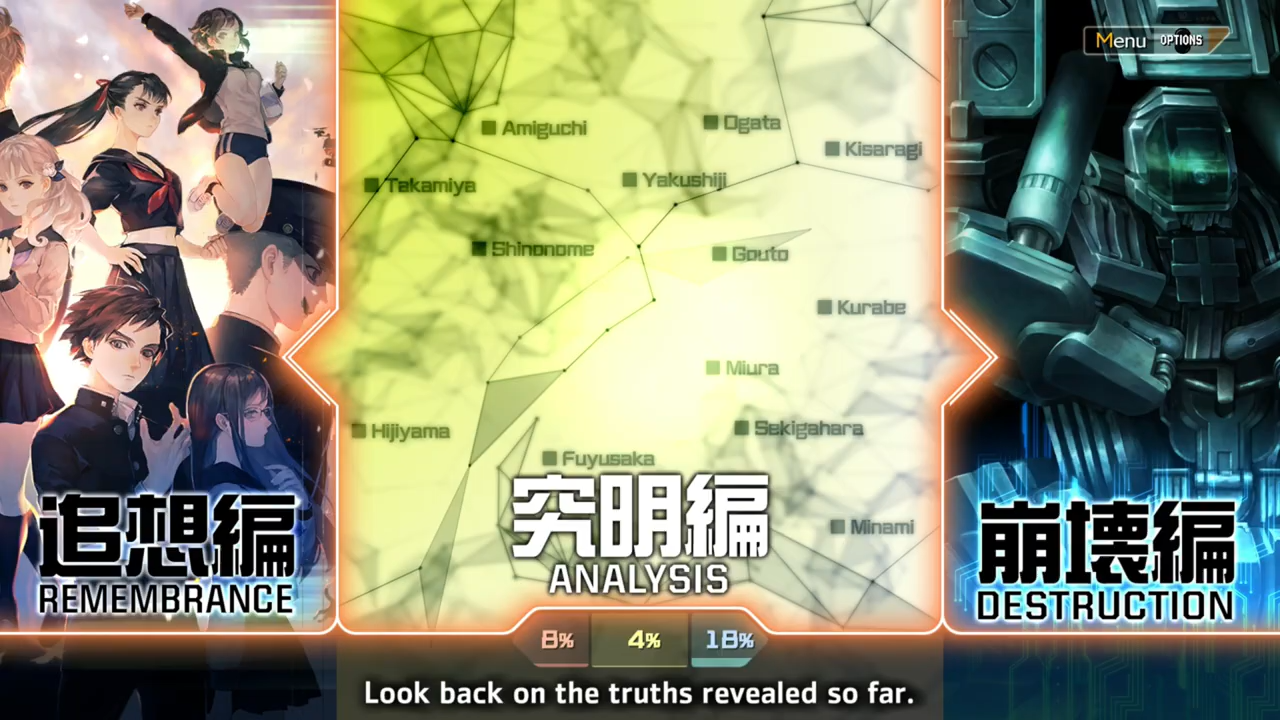 Menu OPTIONS
Amiguchi
Ogata
Kisaragi
Takamiya
Yakushiji
Shinonome
Gouto
Kurabe
Miura
Hijiyama
Sekigahara
Fuyusaka
Minami
追想編
REMEMBRANCE
究明編
ANALYSIS
崩壊編
DESTRUCTION
8% 4% 18%
Look back on the truths revealed so far.